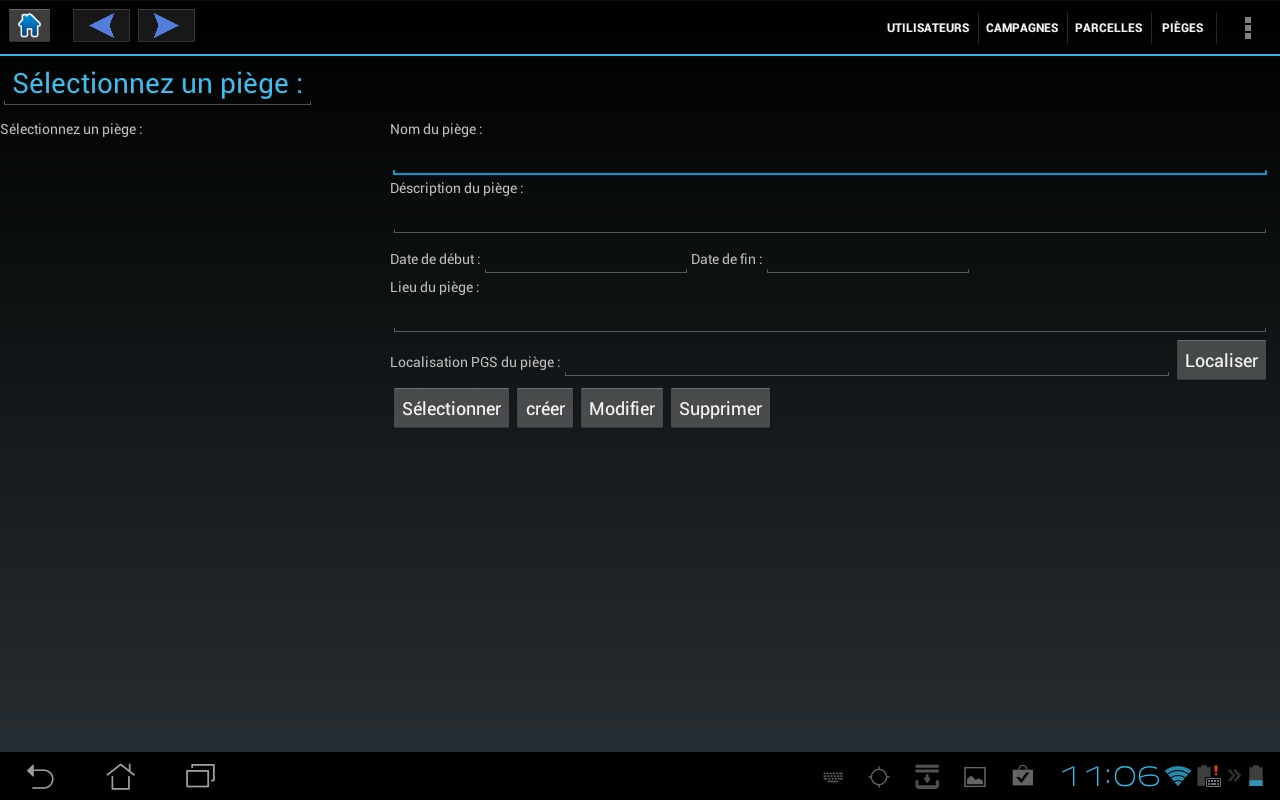 UTILISATEURS CAMPAGNES PARCELLES PIÈGES
Sélectionnez un piège :
Sélectionnez un piège :
Nom du piège :
Déscription du piège :
Date de début : Date de fin :
Lieu du piège :
Localisation PGS du piège : Localiser
Sélectionner créer Modifier Supprimer
11:06